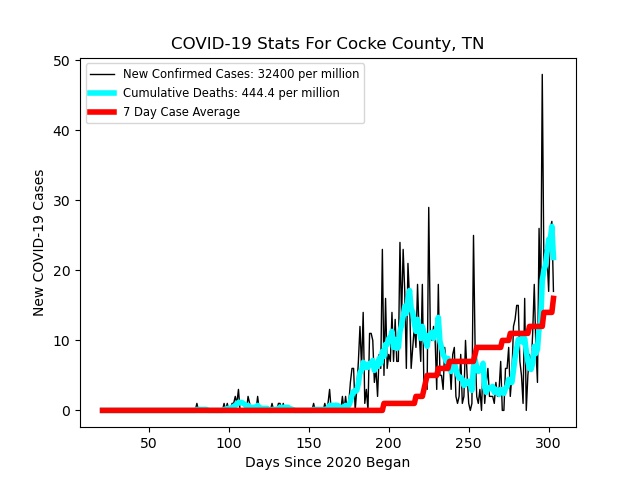 COVID-19 Stats For Cocke County, TN
New Confirmed Cases: 32400 per million
Cumulative Deaths: 444.4 per million
7 Day Case Average
New COVID-19 Cases
50
40
30
20
10
0
50 100 150 200 250 300
Days Since 2020 Began